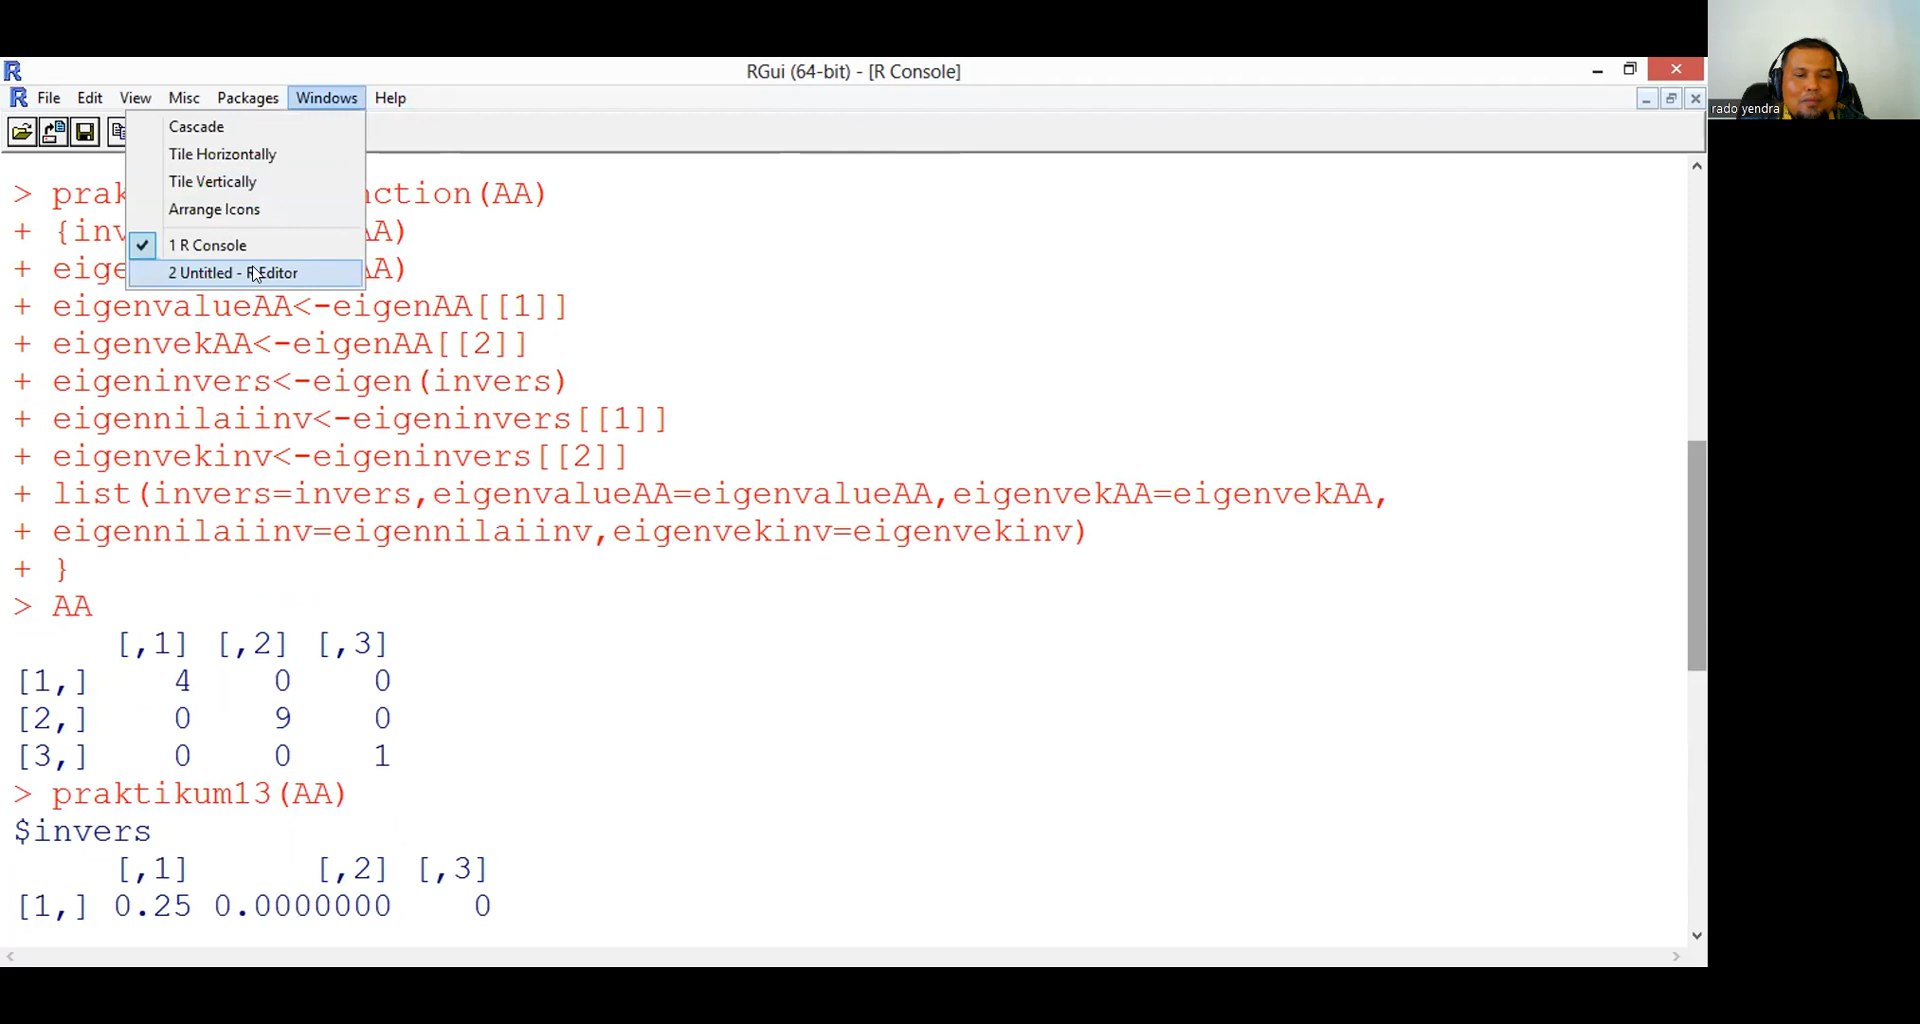 RGui (64-bit) - [R Console]
File Edit View Misc Packages Windows Help
rado yendra
Cascade
Tile Horizontally
Tile Vertically
Arrange Icons
1 R Console
2 Untitled - R Editor
> prak nction(AA)
+ {inv AA)
+ eige AA)
+ eigenvalueAA<-eigenAA[[1]]
+ eigenvekAA<-eigenAA[[2]]
+ eigeninvers<-eigen(invers)
+ eigennilaiinv<-eigeninvers[[1]]
+ eigenvekinv<-eigeninvers[[2]]
+ list(invers=invers,eigenvalueAA=eigenvalueAA,eigenvekAA=eigenvekAA,
+ eigennilaiinv=eigennilaiinv,eigenvekinv=eigenvekinv)
+ }
> AA
[,1] [,2] [,3]
[1,] 4 0 0
[2,] 0 9 0
[3,] 0 0 1
> praktikum13(AA)
$invers
[,1] [,2] [,3]
[1,] 0.25 0.0000000 0